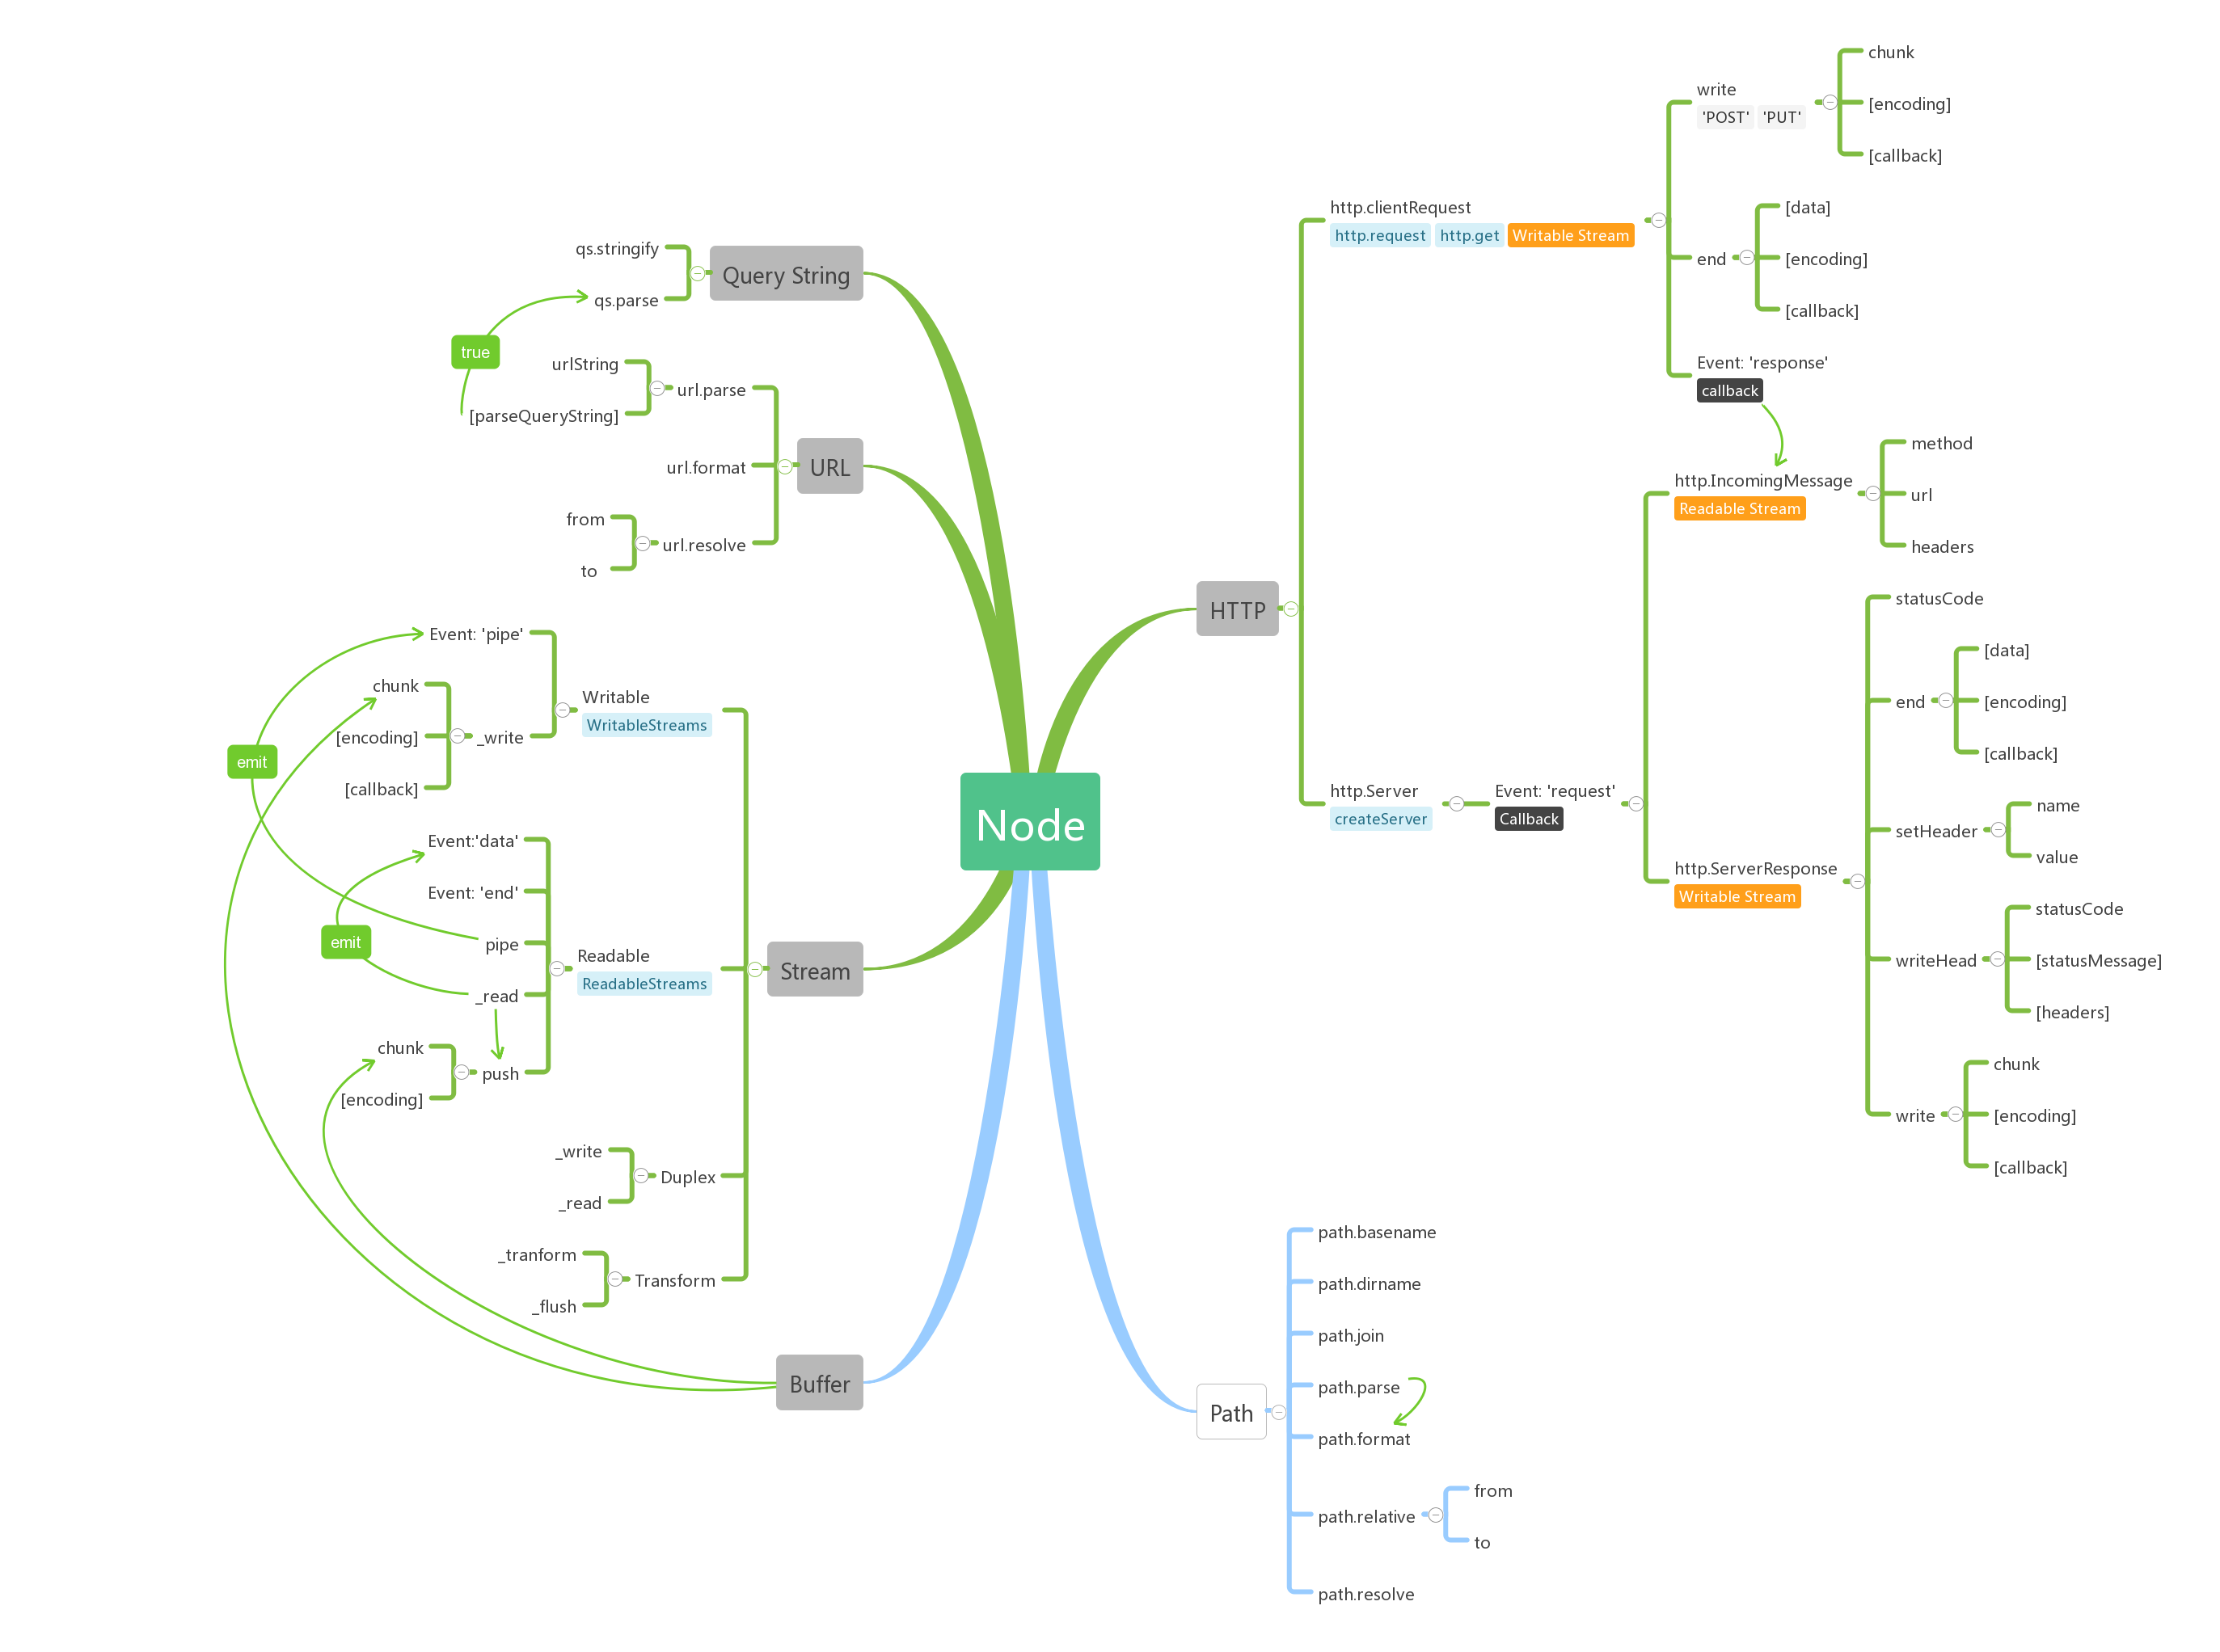 Node
Query String
qs.stringify
qs.parse
true
URL
url.parse
urlString
[parseQueryString]
url.format
url.resolve
from
to
Stream
Writable
WritableStreams
Event: 'pipe'
_write
chunk
[encoding]
[callback]
emit
Readable
ReadableStreams
Event:'data'
Event: 'end'
pipe
_read
emit
push
chunk
[encoding]
Duplex
_write
_read
Transform
_tranform
_flush
Buffer
HTTP
http.clientRequest
http.request http.get Writable Stream
write
'POST' 'PUT'
chunk
[encoding]
[callback]
end
[data]
[encoding]
[callback]
Event: 'response'
callback
http.Server
createServer
Event: 'request'
Callback
http.IncomingMessage
Readable Stream
method
url
headers
http.ServerResponse
Writable Stream
statusCode
end
[data]
[encoding]
[callback]
setHeader
name
value
writeHead
statusCode
[statusMessage]
[headers]
write
chunk
[encoding]
[callback]
Path
path.basename
path.dirname
path.join
path.parse
path.format
path.relative
from
to
path.resolve